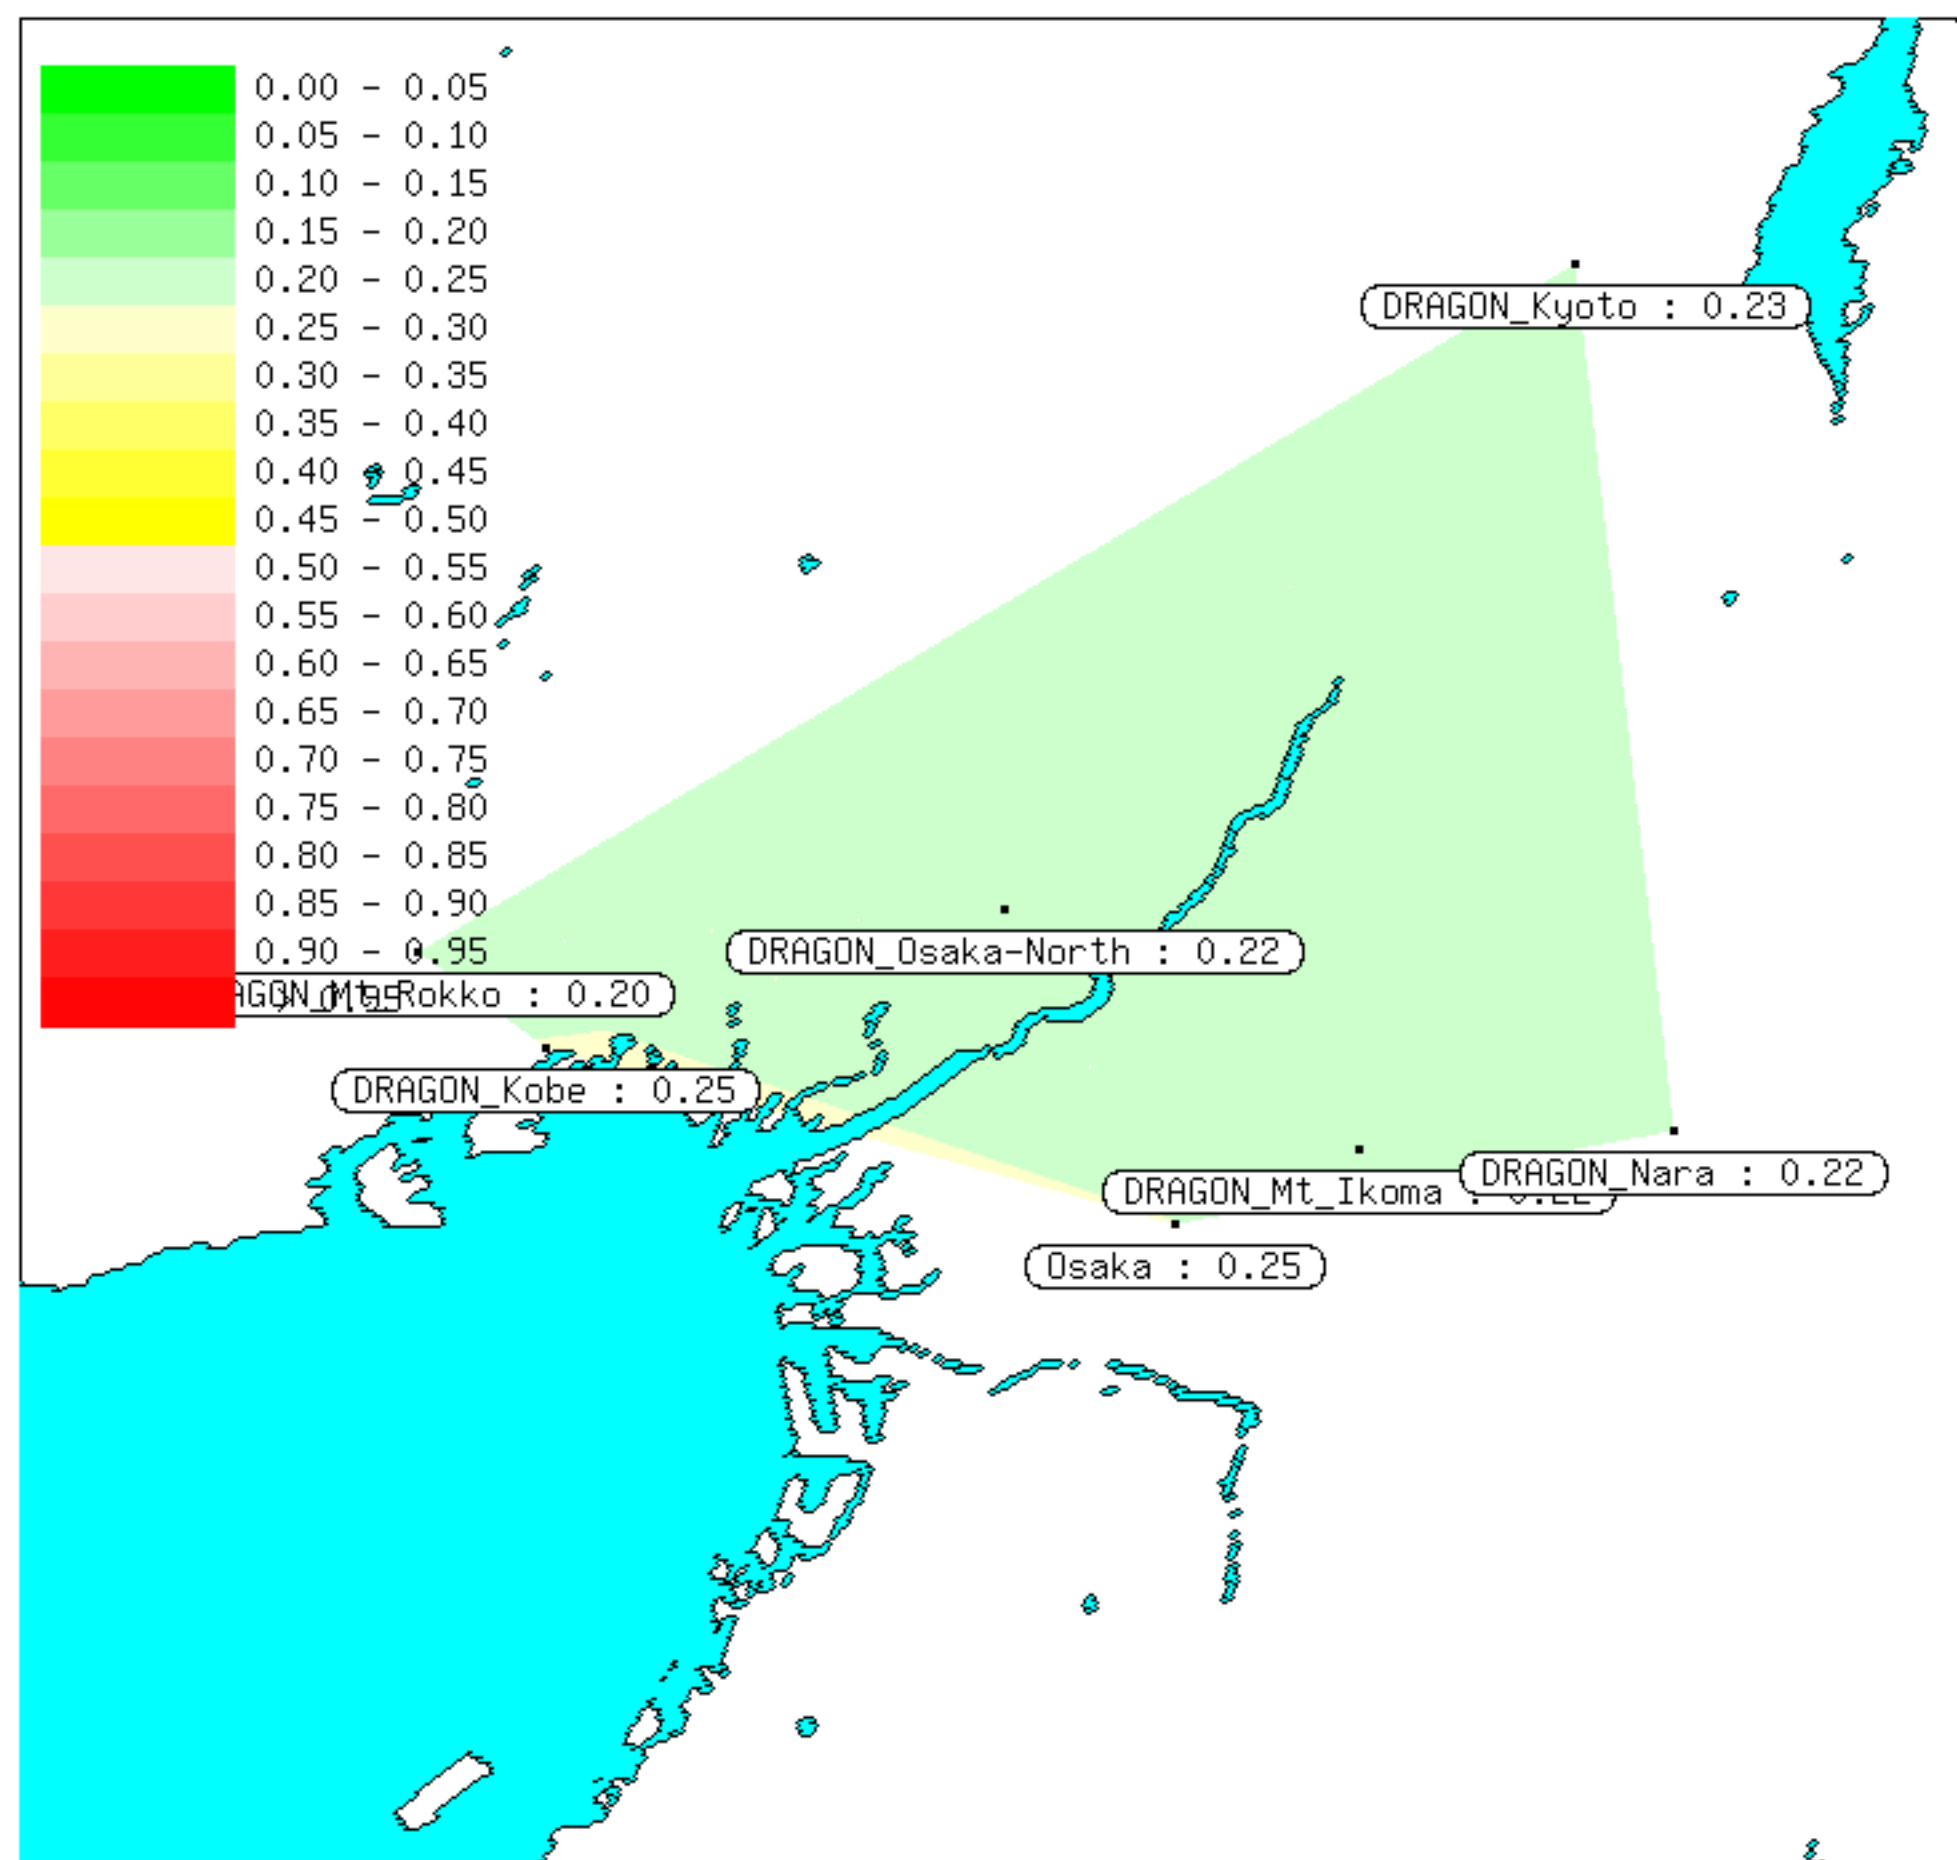 0.00 - 0.05
0.05 - 0.10
0.10 - 0.15
0.15 - 0.20
0.20 - 0.25
0.25 - 0.30
0.30 - 0.35
0.35 - 0.40
0.40 - 0.45
0.45 - 0.50
0.50 - 0.55
0.55 - 0.60
0.60 - 0.65
0.65 - 0.70
0.70 - 0.75
0.75 - 0.80
0.80 - 0.85
0.85 - 0.90
0.90 - 0.95
> 0.95
DRAGON_Kyoto : 0.23
DRAGON_Osaka-North : 0.22
AGON_Mt_Rokko : 0.20
DRAGON_Kobe : 0.25
DRAGON_Nara : 0.22
DRAGON_Mt_Ikoma :
Osaka : 0.25